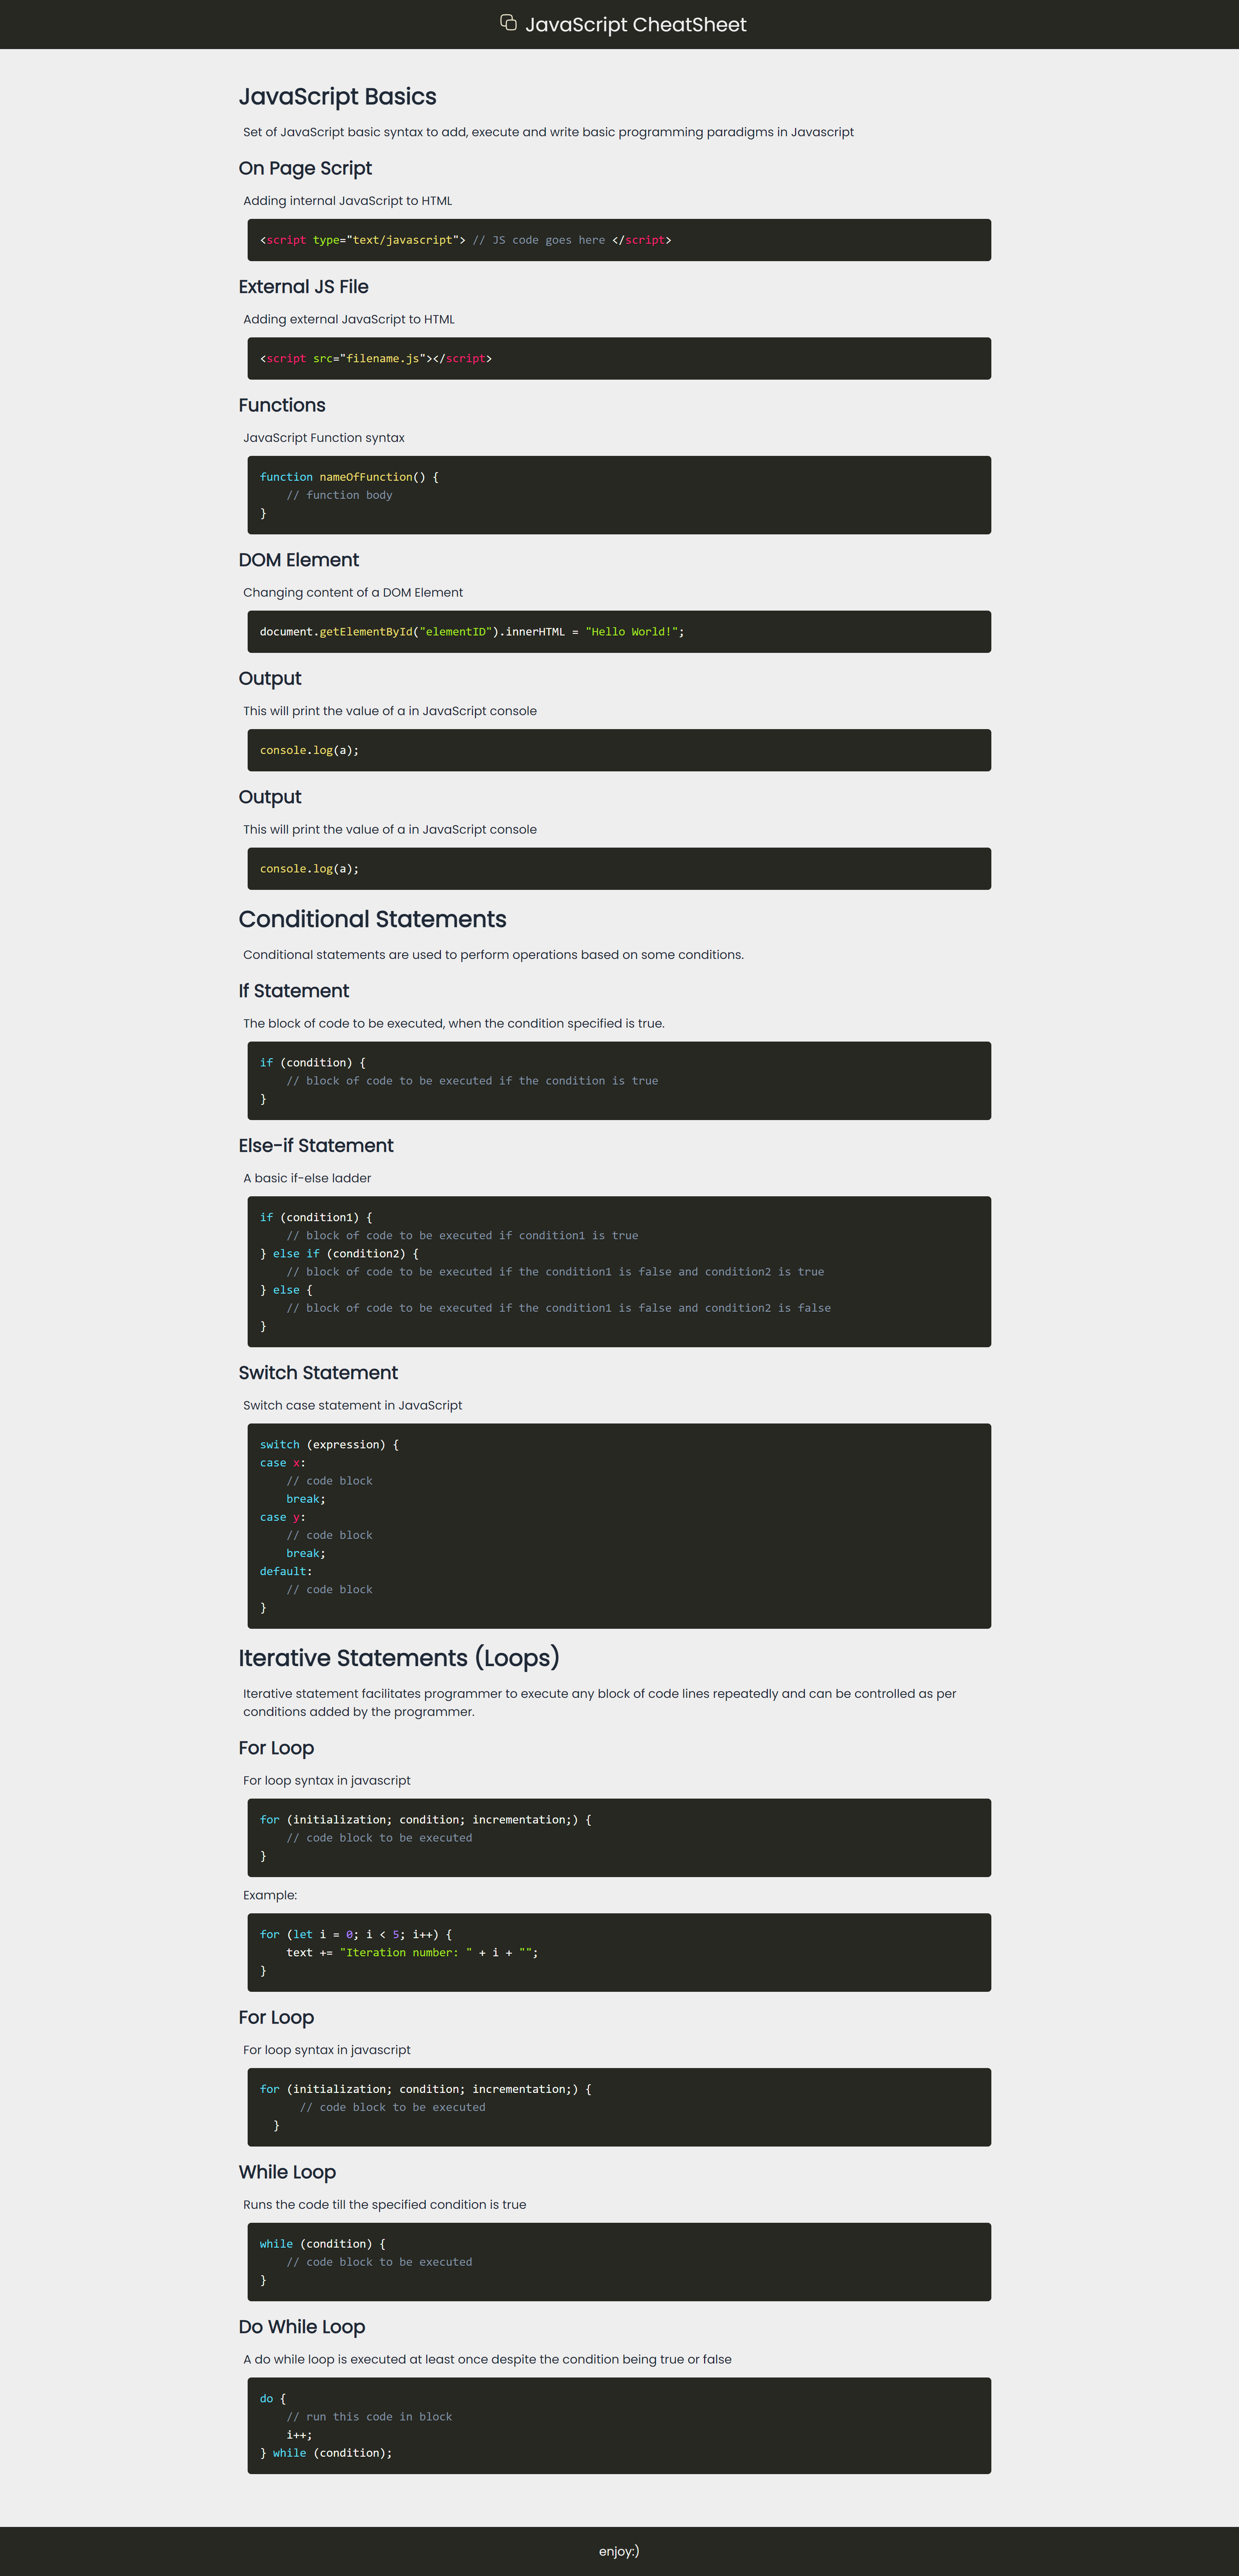 JavaScript CheatSheet
JavaScript Basics
Set of JavaScript basic syntax to add, execute and write basic programming paradigms in Javascript
On Page Script
Adding internal JavaScript to HTML
<script type="text/javascript"> // JS code goes here </script>
External JS File
Adding external JavaScript to HTML
<script src="filename.js"></script>
Functions
JavaScript Function syntax
function nameOfFunction() {
    // function body
}
DOM Element
Changing content of a DOM Element
document.getElementById("elementID").innerHTML = "Hello World!";
Output
This will print the value of a in JavaScript console
console.log(a);
Output
This will print the value of a in JavaScript console
console.log(a);
Conditional Statements
Conditional statements are used to perform operations based on some conditions.
If Statement
The block of code to be executed, when the condition specified is true.
if (condition) {
    // block of code to be executed if the condition is true
}
Else-if Statement
A basic if-else ladder
if (condition1) {
    // block of code to be executed if condition1 is true
} else if (condition2) {
    // block of code to be executed if the condition1 is false and condition2 is true
} else {
    // block of code to be executed if the condition1 is false and condition2 is false
}
Switch Statement
Switch case statement in JavaScript
switch (expression) {
case x:
    // code block
    break;
case y:
    // code block
    break;
default:
    // code block
}
Iterative Statements (Loops)
Iterative statement facilitates programmer to execute any block of code lines repeatedly and can be controlled as per
conditions added by the programmer.
For Loop
For loop syntax in javascript
for (initialization; condition; incrementation;) {
    // code block to be executed
}
Example:
for (let i = 0; i < 5; i++) {
    text += "Iteration number: " + i + "";
}
For Loop
For loop syntax in javascript
for (initialization; condition; incrementation;) {
      // code block to be executed
  }
While Loop
Runs the code till the specified condition is true
while (condition) {
    // code block to be executed
}
Do While Loop
A do while loop is executed at least once despite the condition being true or false
do {
    // run this code in block
    i++;
} while (condition);
enjoy:)